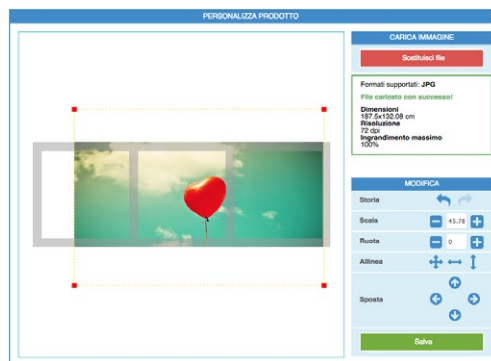 PERSONALIZZA PRODOTTO
CARICA IMMAGINE
Sostituisci file
Formati supportati: JPG
File caricato con successo!
Dimensioni
187.5x132.08 cm
Risoluzione
72 dpi
Ingrandimento massimo
100%
MODIFICA
Storia
Scala
45.78
Ruota
0
Allinea
Sposta
Salva